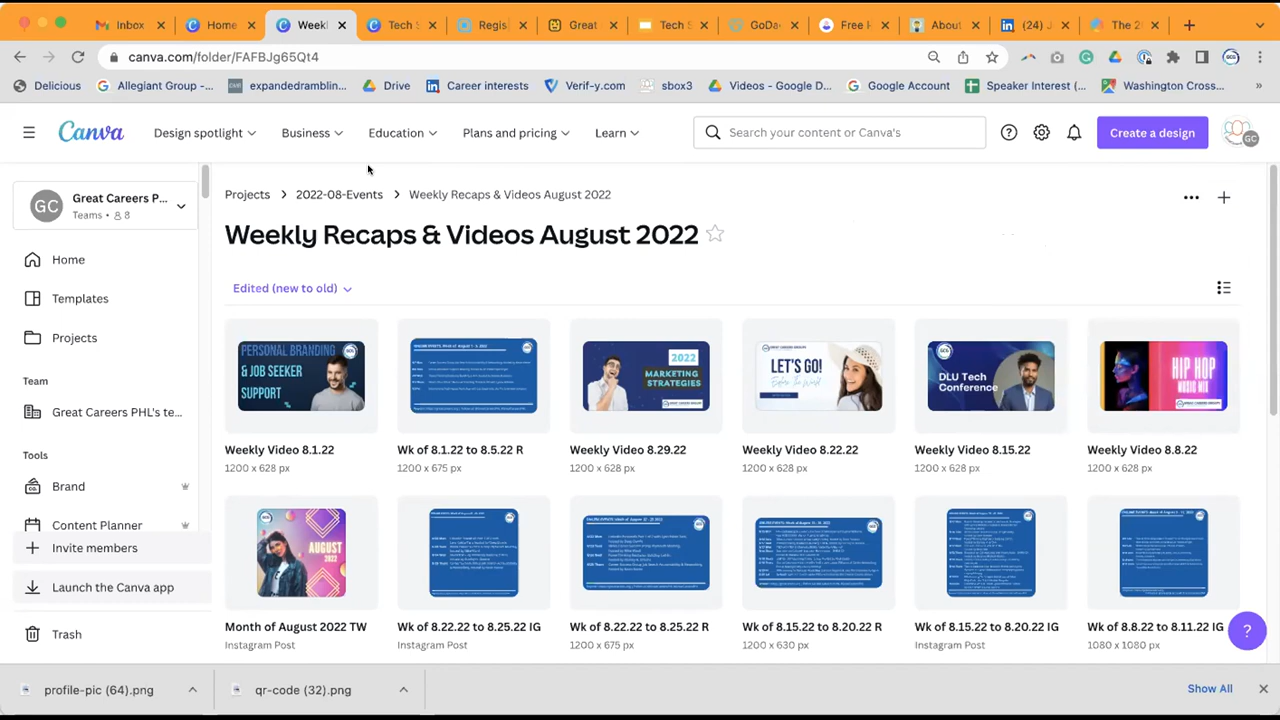 Inbox
Home
Weekl
Tech S
Regis
Great
Tech S
GoDa
Free H
About
(24) J
The 2
canva.com/folder/FAFBJg65Qt4
Delicious
Allegiant Group -...
expandedramblin...
Drive
Career interests
Verif-y.com
sbox3
Videos - Google D...
Google Account
Speaker Interest (...
Washington Cross...
»
Canva
Design spotlight
Business
Education
Plans and pricing
Learn
Search your content or Canva's
Create a design
GC
GC
Great Careers P...
Teams • 8
Home
Templates
Projects
Team
Great Careers PHL's te...
Tools
Brand
Content Planner
Invite members
Trash
Projects > 2022-08-Events > Weekly Recaps & Videos August 2022
Weekly Recaps & Videos August 2022
Edited (new to old)
PERSONAL BRANDING
& JOB SEEKER
SUPPORT
2022
MARKETING
STRATEGIES
LET'S GO!
DLU Tech
Conference
HIP HOP
Weekly Video 8.1.22
1200 x 628 px
Wk of 8.1.22 to 8.5.22 R
1200 x 675 px
Weekly Video 8.29.22
1200 x 628 px
Weekly Video 8.22.22
1200 x 628 px
Weekly Video 8.15.22
1200 x 628 px
Weekly Video 8.8.22
1200 x 628 px
AUGUST
2022
Month of August 2022 TW
Instagram Post
Wk of 8.22.22 to 8.25.22 IG
Instagram Post
Wk of 8.22.22 to 8.25.22 R
1200 x 675 px
Wk of 8.15.22 to 8.20.22 R
1200 x 630 px
Wk of 8.15.22 to 8.20.22 IG
Instagram Post
Wk of 8.8.22 to 8.11.22 IG
1080 x 1080 px
?
profile-pic (64).png
qr-code (32).png
Show All